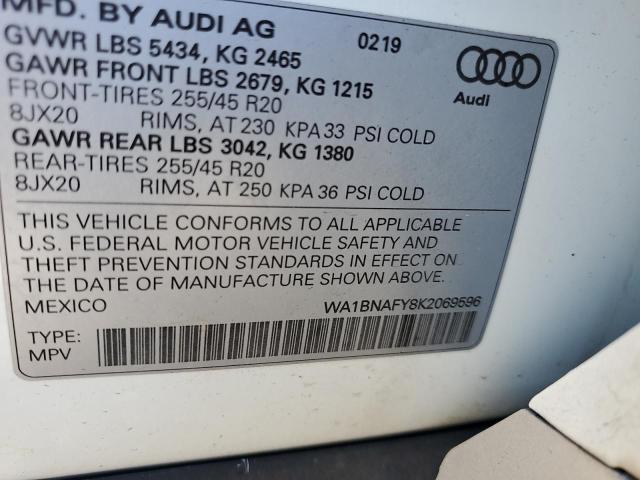 MFD. BY AUDI AG
0219
GVWR LBS 5434, KG 2465
GAWR FRONT LBS 2679, KG 1215
FRONT-TIRES 255/45 R20
8JX20 RIMS, AT 230 KPA 33 PSI COLD
GAWR REAR LBS 3042, KG 1380
REAR-TIRES 255/45 R20
8JX20 RIMS, AT 250 KPA 36 PSI COLD
Audi
THIS VEHICLE CONFORMS TO ALL APPLICABLE
U.S. FEDERAL MOTOR VEHICLE SAFETY AND
THEFT PREVENTION STANDARDS IN EFFECT ON
THE DATE OF MANUFACTURE SHOWN ABOVE.
MEXICO WA1BNAFY8K2069596
TYPE:
MPV